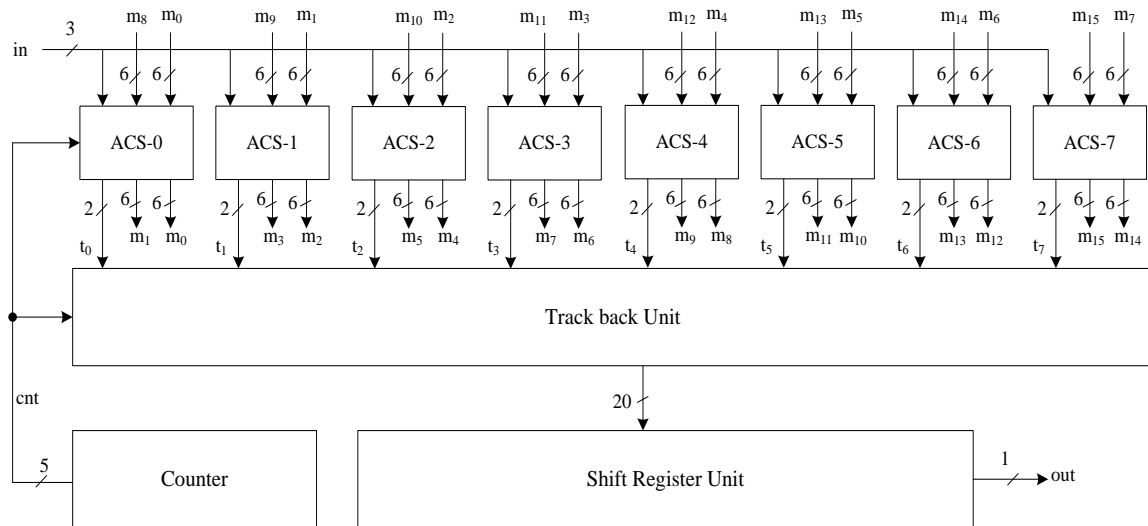 m₈ m₀ m₉ m₁ m₁₀ m₂ m₁₁ m₃ m₁₂ m₄ m₁₃ m₅ m₁₄ m₆ m₁₅ m₇
in 3
6 6 6 6 6 6 6 6 6 6 6 6 6 6 6 6
ACS-0 ACS-1 ACS-2 ACS-3 ACS-4 ACS-5 ACS-6 ACS-7
2 6 6 2 6 6 2 6 6 2 6 6 2 6 6 2 6 6 2 6 6 2 6 6
t₀ m₁ m₀ t₁ m₃ m₂ t₂ m₅ m₄ t₃ m₇ m₆ t₄ m₉ m₈ t₅ m₁₁ m₁₀ t₆ m₁₃ m₁₂ t₇ m₁₅ m₁₄
Track back Unit
cnt 20
5 Counter Shift Register Unit 1 out